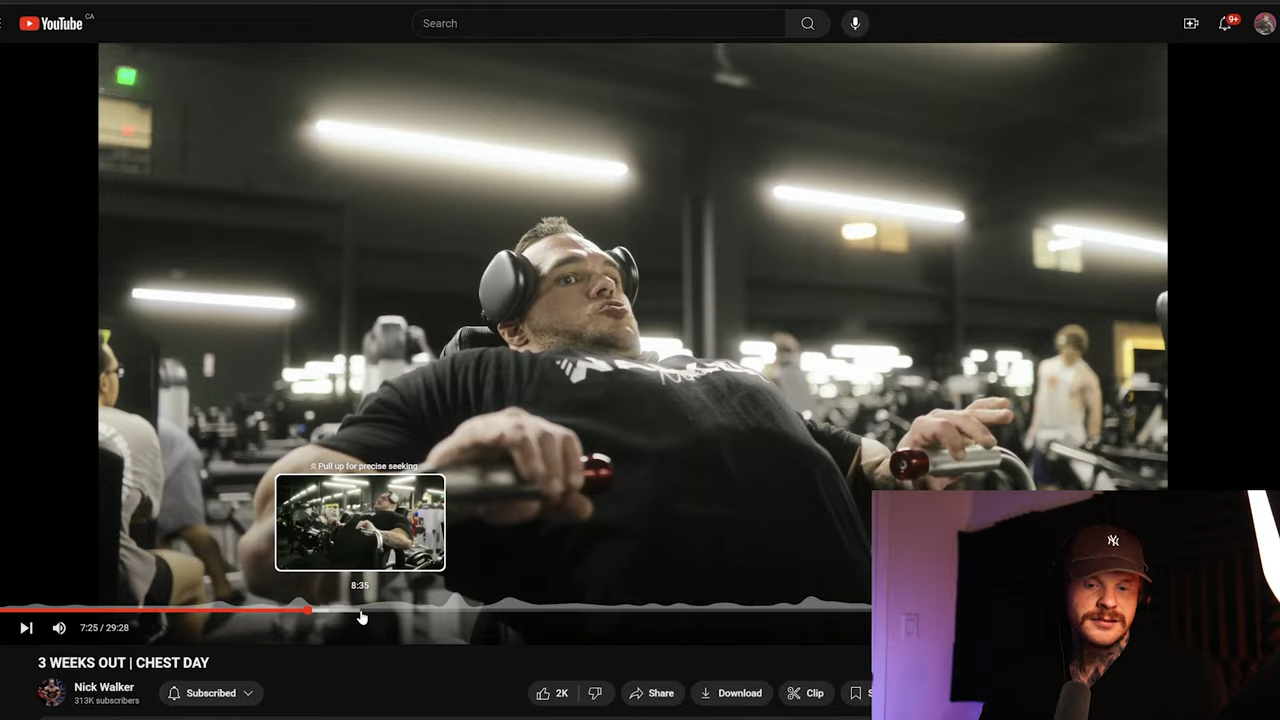 YouTube CA
Search
9+
Pull up for precise seeking
8:35
7:25 / 29:28
3 WEEKS OUT | CHEST DAY
Nick Walker
313K subscribers
Subscribed
2K
Share
Download
Clip
S
NY